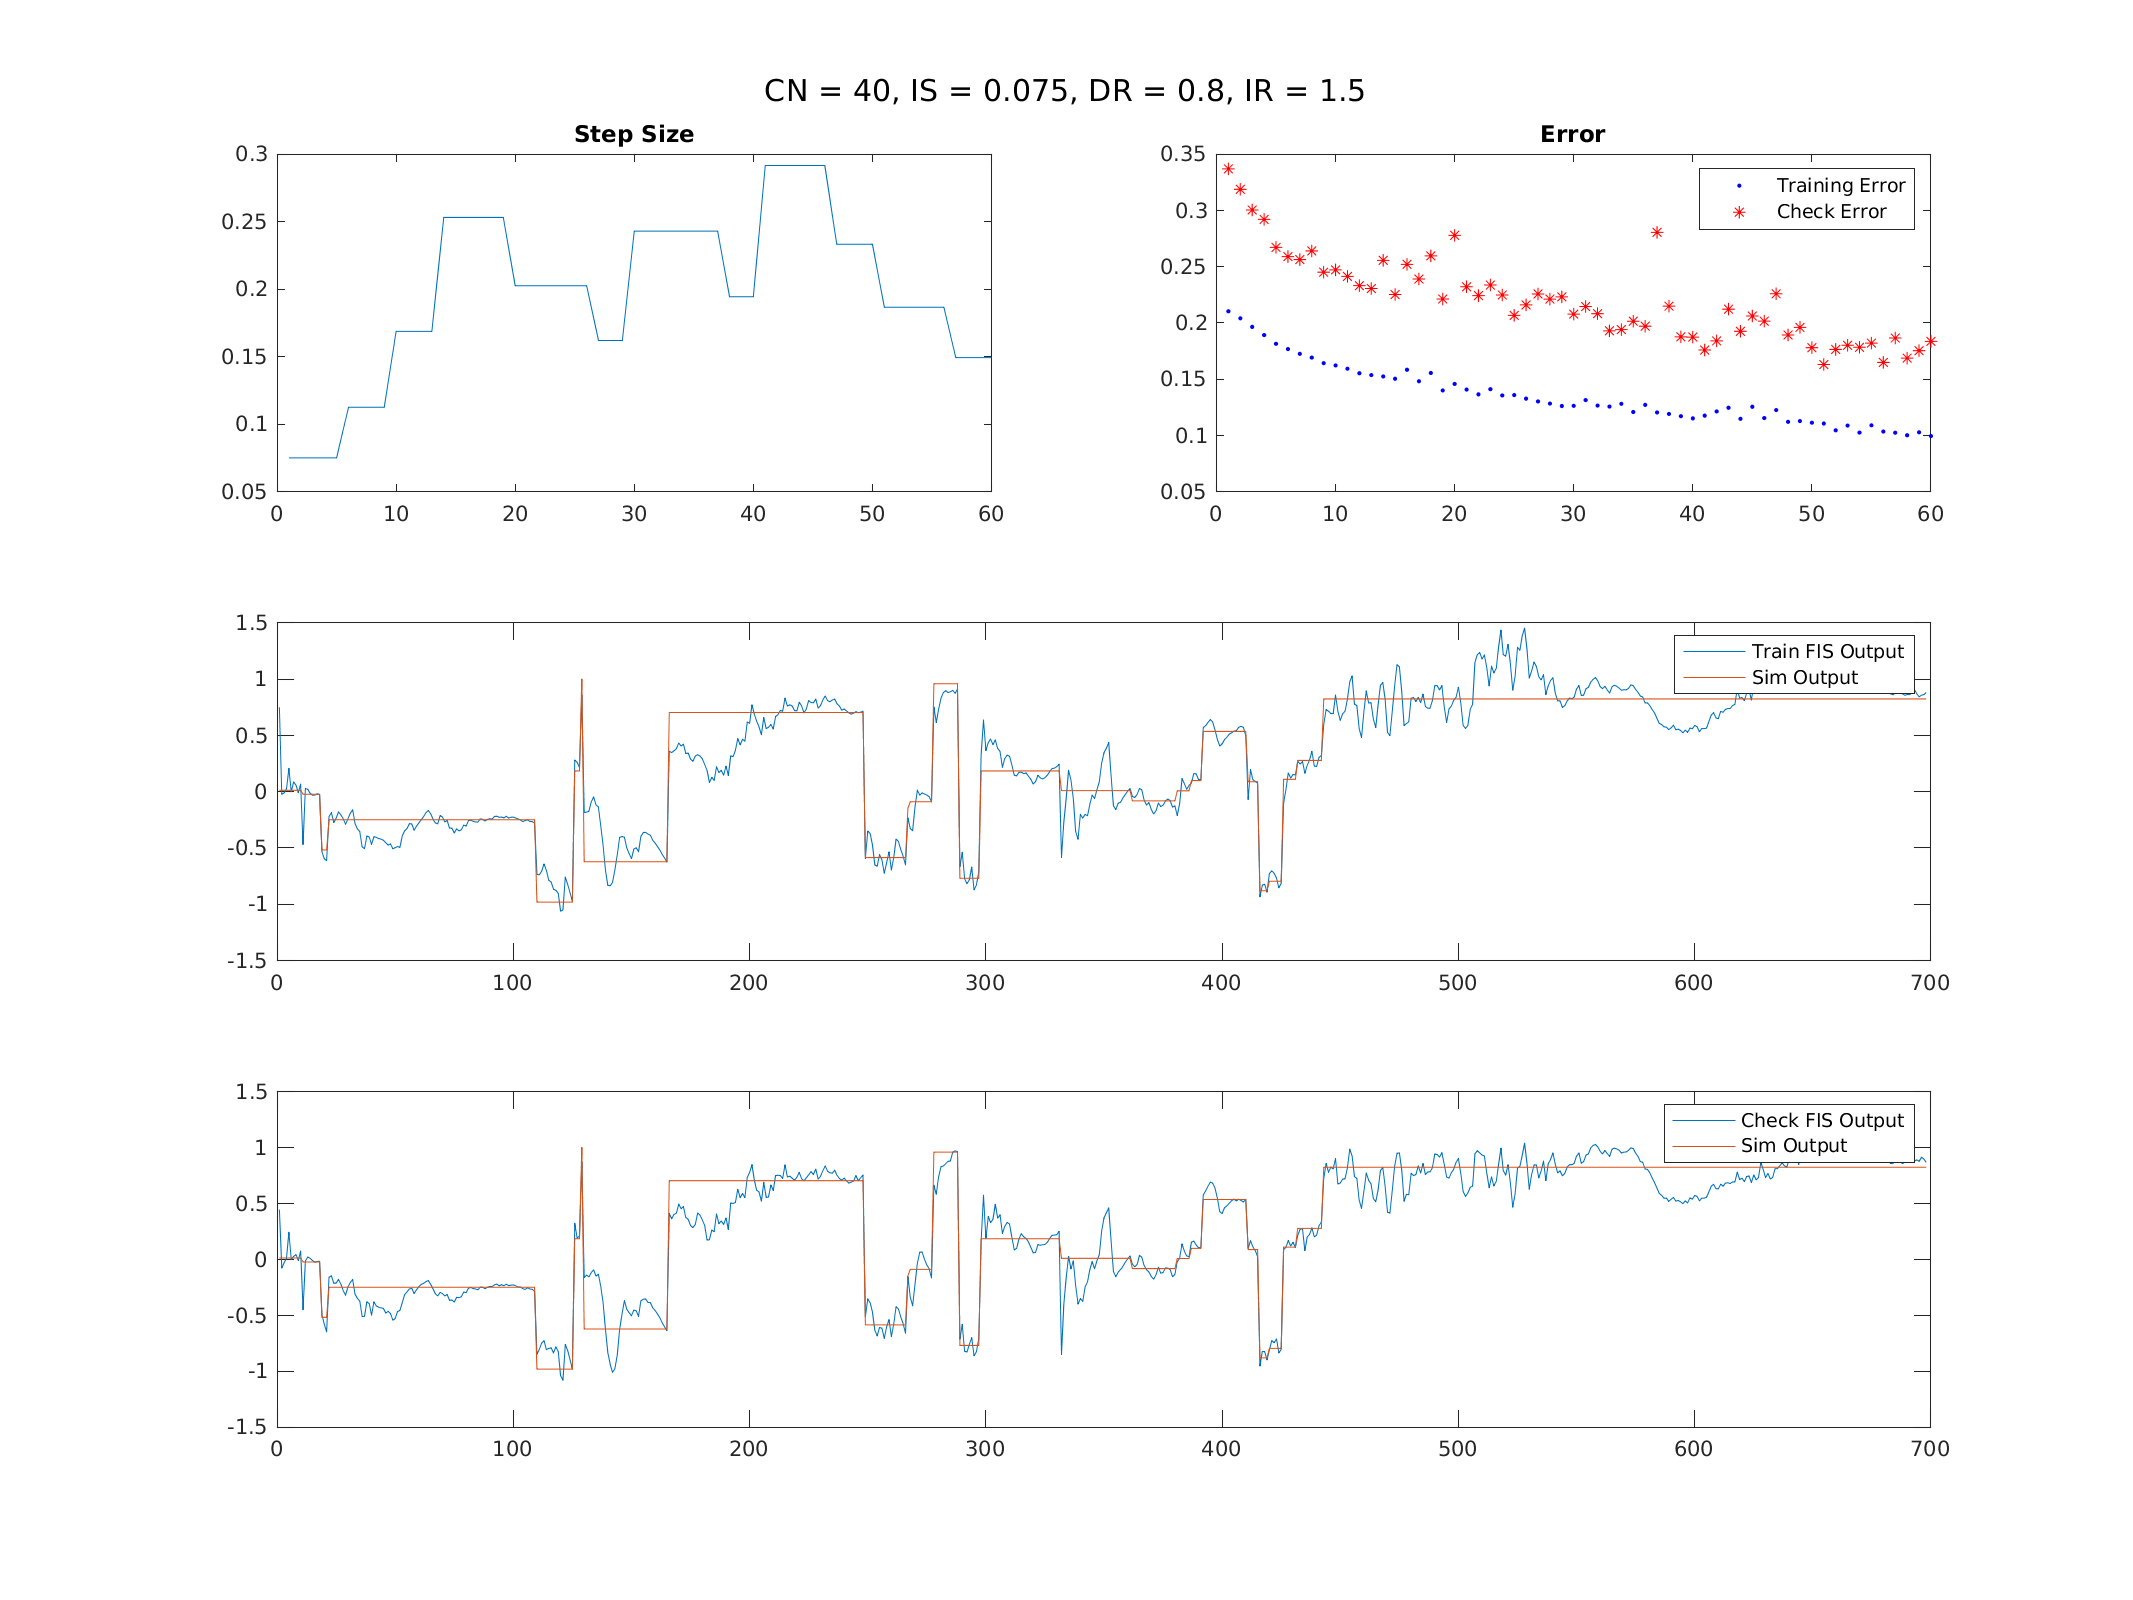 CN = 40, IS = 0.075, DR = 0.8, IR = 1.5
Step Size
0.3
0.25
0.2
0.15
0.1
0.05
0 10 20 30 40 50 60
Error
0.35
0.3
0.25
0.2
0.15
0.1
0.05
0 10 20 30 40 50 60
Training Error
Check Error
1.5
1
0.5
0
-0.5
-1
-1.5
0 100 200 300 400 500 600 700
Train FIS Output
Sim Output
1.5
1
0.5
0
-0.5
-1
-1.5
0 100 200 300 400 500 600 700
Check FIS Output
Sim Output